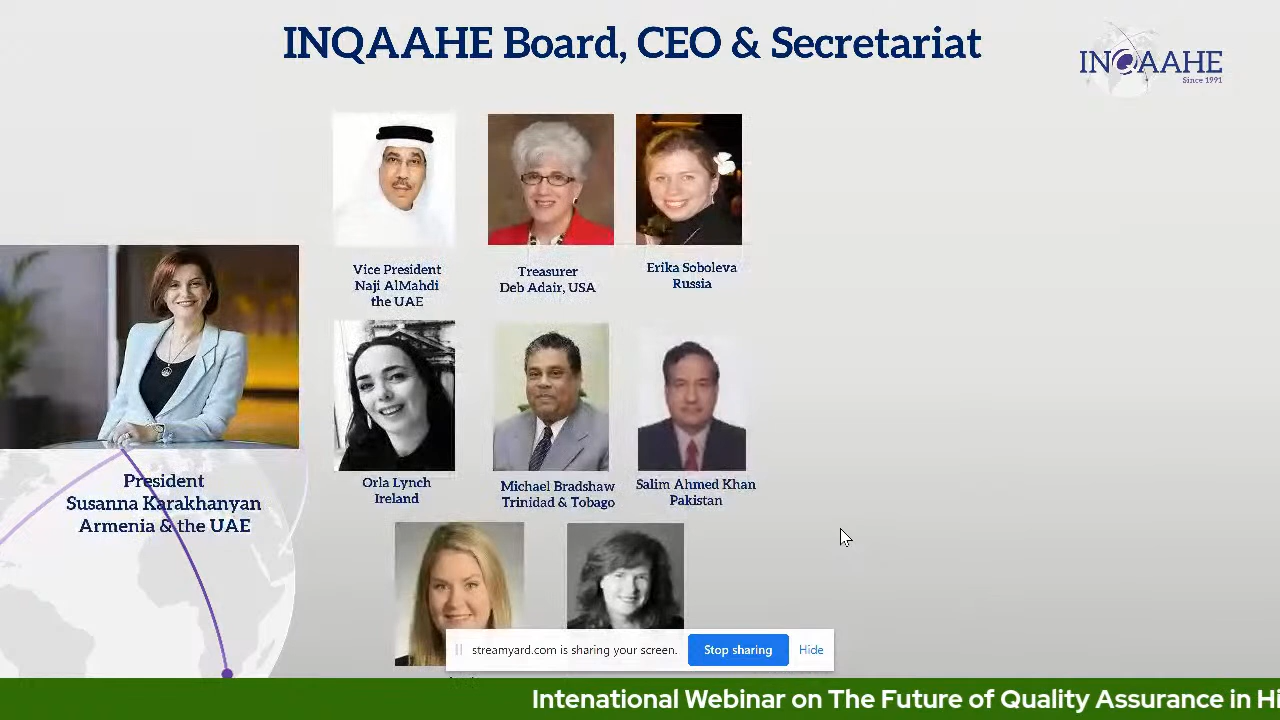 INQAAHE Board, CEO & Secretariat
INQAAHE
Since 1991
Vice President
Naji AlMahdi
the UAE
Treasurer
Deb Adair, USA
Erika Soboleva
Russia
President
Susanna Karakhanyan
Armenia & the UAE
Orla Lynch
Ireland
Michael Bradshaw
Trinidad & Tobago
Salim Ahmed Khan
Pakistan
streamyard.com is sharing your screen.
Stop sharing
Hide
Intenational Webinar on The Future of Quality Assurance in Hi